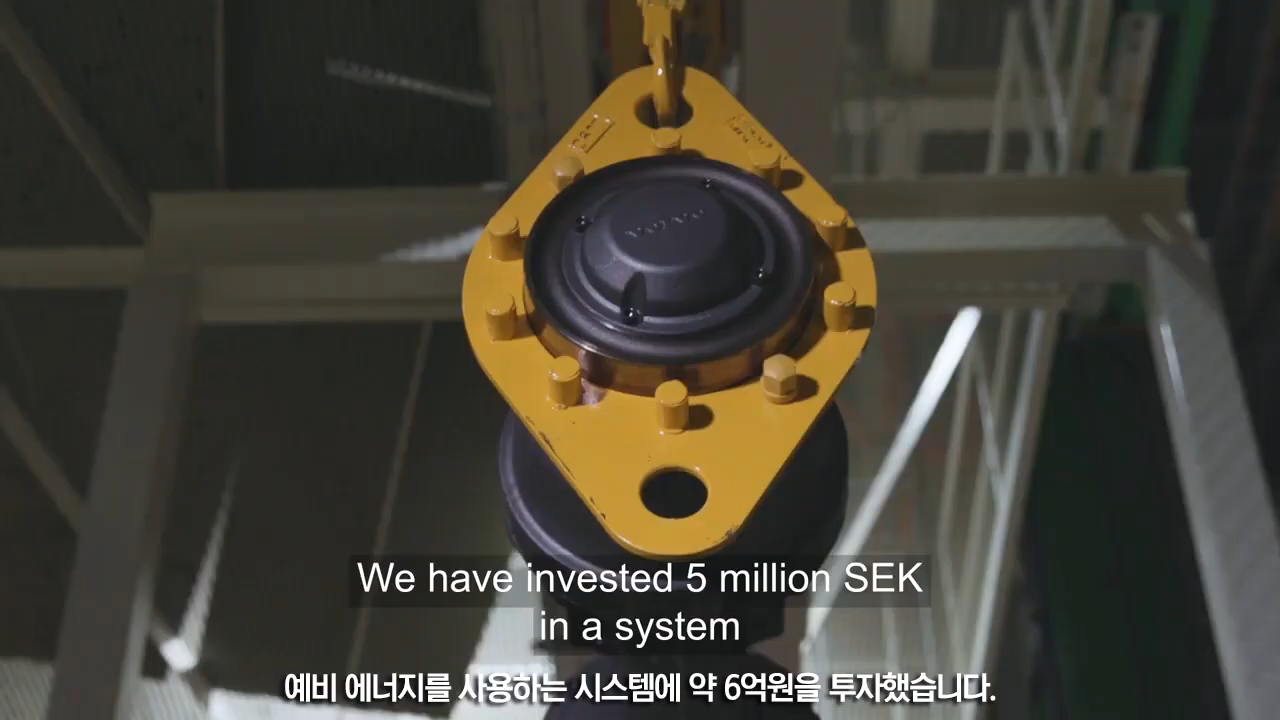 VOLVO
We have invested 5 million SEK
in a system
예비 에너지를 사용하는 시스템에 약 6억원을 투자했습니다.